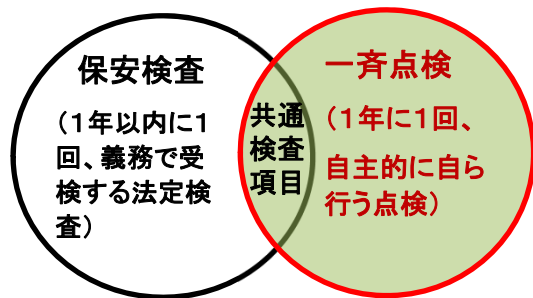 保安検査
（１年以内に１
回、義務で受
検する法定検
査）
共通
検査
項目
一斉点検
（１年に１回、
自主的に自ら
行う点検）